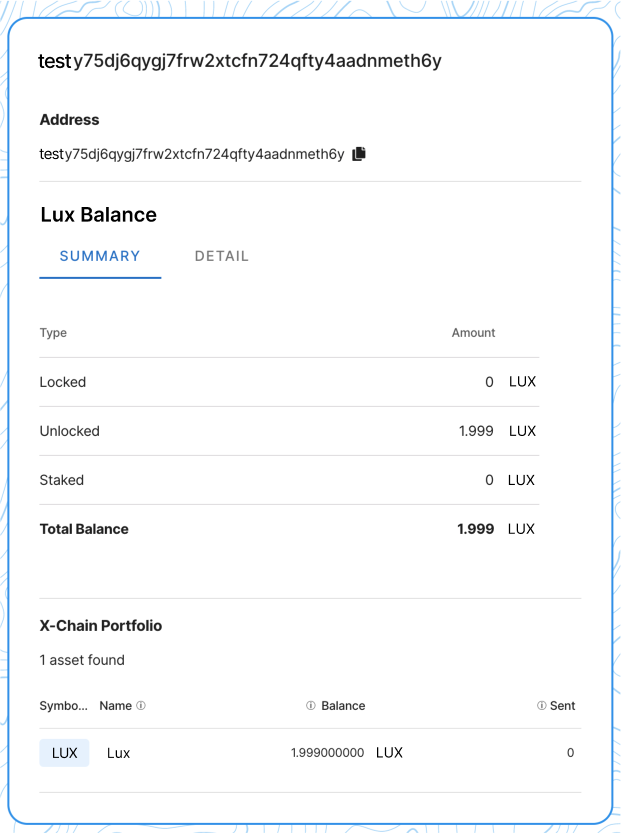 testy75dj6qygj7frw2xtcfn724qfty4aadnmeth6y
Address
testy75dj6qygj7frw2xtcfn724qfty4aadnmeth6y
Lux Balance
SUMMARY DETAIL
Type Amount
Locked 0 LUX
Unlocked 1.999 LUX
Staked 0 LUX
Total Balance 1.999 LUX
X-Chain Portfolio
1 asset found
Symbo... Name ⓘ ⓘ Balance ⓘ Sent
LUX Lux 1.999000000 LUX 0